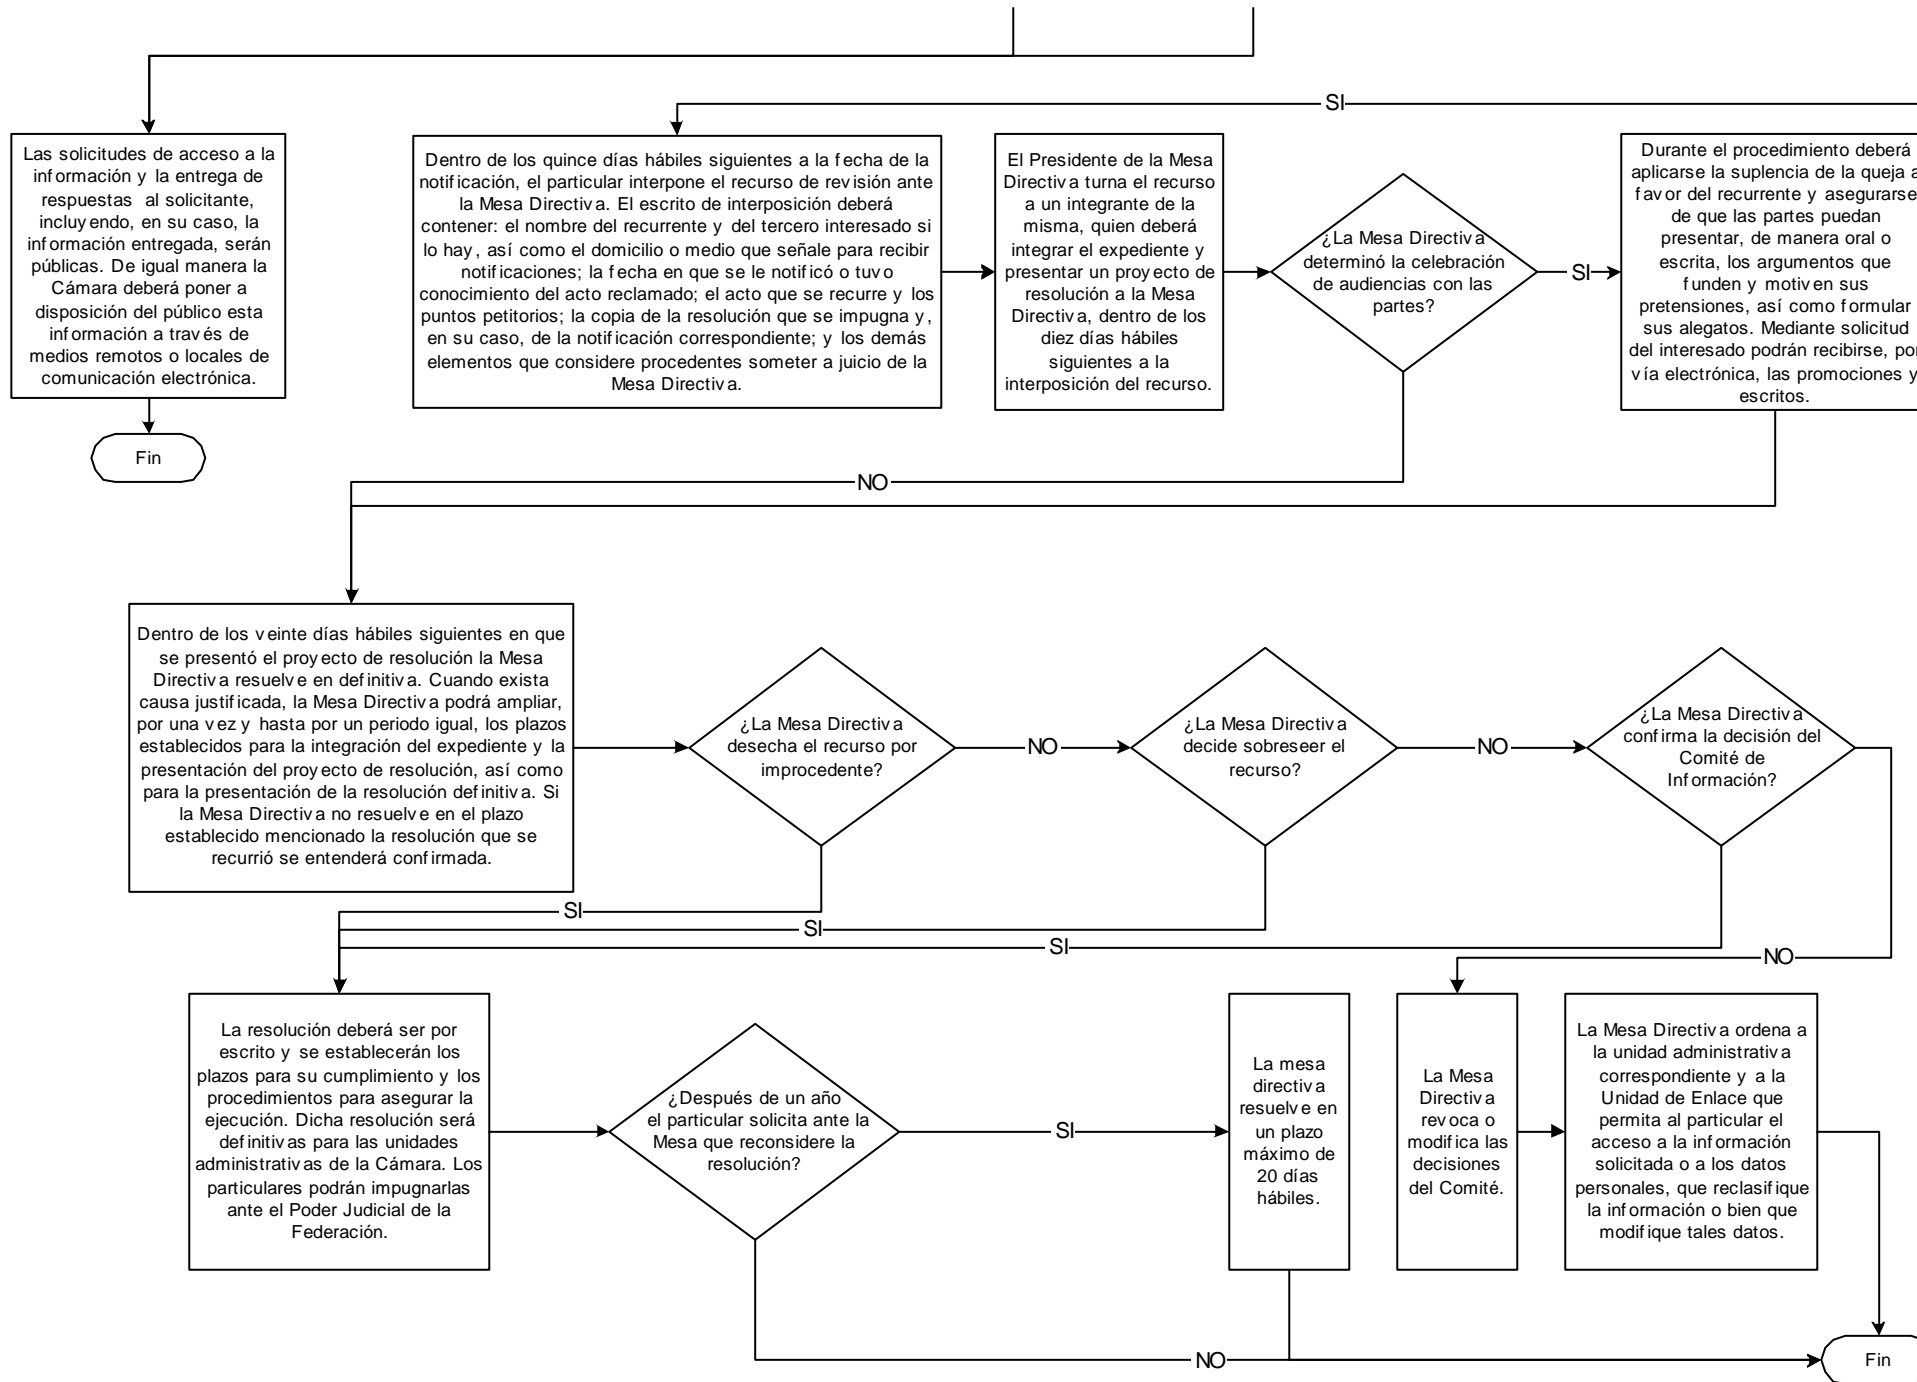 SI
Las solicitudes de acceso a la
información y la entrega de
respuestas al solicitante,
incluyendo, en su caso, la
información entregada, serán
públicas. De igual manera la
Cámara deberá poner a
disposición del público esta
información a través de
medios remotos o locales de
comunicación electrónica.
Fin
Dentro de los quince días hábiles siguientes a la fecha de la
notificación, el particular interpone el recurso de revisión ante
la Mesa Directiva. El escrito de interposición deberá
contener: el nombre del recurrente y del tercero interesado si
lo hay, así como el domicilio o medio que señale para recibir
notificaciones; la fecha en que se le notificó o tuvo
conocimiento del acto reclamado; el acto que se recurre y los
puntos petitorios; la copia de la resolución que se impugna y,
en su caso, de la notificación correspondiente; y los demás
elementos que considere procedentes someter a juicio de la
Mesa Directiva.
El Presidente de la Mesa
Directiva turna el recurso
a un integrante de la
misma, quien deberá
integrar el expediente y
presentar un proyecto de
resolución a la Mesa
Directiva, dentro de los
diez días hábiles
siguientes a la
interposición del recurso.
¿La Mesa Directiva
determinó la celebración
de audiencias con las
partes?
SI
Durante el procedimiento deberá
aplicarse la suplencia de la queja a
favor del recurrente y asegurarse
de que las partes puedan
presentar, de manera oral o
escrita, los argumentos que
funden y motiven sus
pretensiones, así como formular
sus alegatos. Mediante solicitud
del interesado podrán recibirse, por
vía electrónica, las promociones y
escritos.
NO
Dentro de los veinte días hábiles siguientes en que
se presentó el proyecto de resolución la Mesa
Directiva resuelve en definitiva. Cuando exista
causa justificada, la Mesa Directiva podrá ampliar,
por una vez y hasta por un periodo igual, los plazos
establecidos para la integración del expediente y la
presentación del proyecto de resolución, así como
para la presentación de la resolución definitiva. Si
la Mesa Directiva no resuelve en el plazo
establecido mencionado la resolución que se
recurrió se entenderá confirmada.
¿La Mesa Directiva
desecha el recurso por
improcedente?
NO
¿La Mesa Directiva
decide sobreseer el
recurso?
NO
¿La Mesa Directiva
confirma la decisión del
Comité de
Información?
SI
SI
SI
NO
La resolución deberá ser por
escrito y se establecerán los
plazos para su cumplimiento y los
procedimientos para asegurar la
ejecución. Dicha resolución será
definitivas para las unidades
administrativas de la Cámara. Los
particulares podrán impugnarlas
ante el Poder Judicial de la
Federación.
¿Después de un año
el particular solicita ante la
Mesa que reconsidere la
resolución?
SI
La mesa
directiva
resuelve en
un plazo
máximo de
20 días
hábiles.
La Mesa
Directiva
revoca o
modifica las
decisiones
del Comité.
La Mesa Directiva ordena a
la unidad administrativa
correspondiente y a la
Unidad de Enlace que
permita al particular el
acceso a la información
solicitada o a los datos
personales, que reclasifique
la información o bien que
modifique tales datos.
NO
Fin